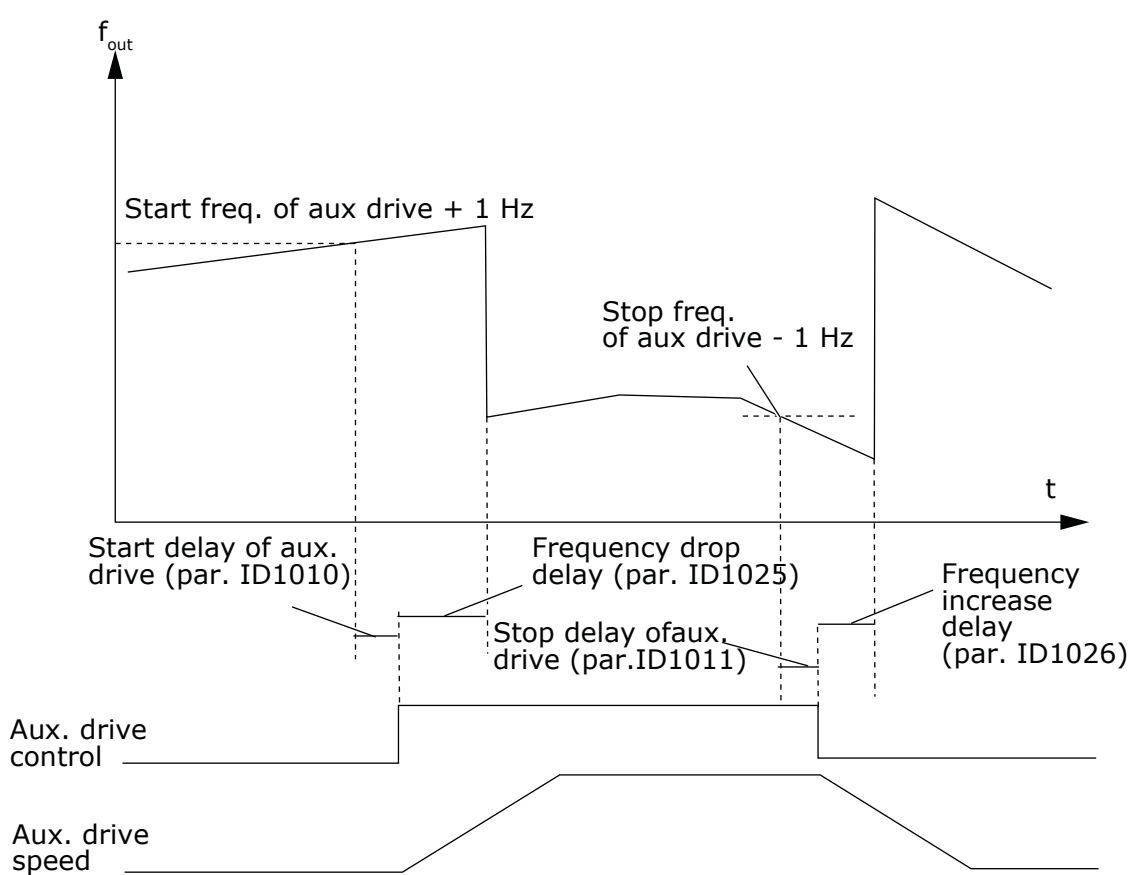 fout
Start freq. of aux drive + 1 Hz
Stop freq.
of aux drive - 1 Hz
t
Start delay of aux.
drive (par. ID1010)
Frequency drop
delay (par. ID1025)
Frequency
increase
delay
(par. ID1026)
Stop delay ofaux.
drive (par.ID1011)
Aux. drive
control
Aux. drive
speed